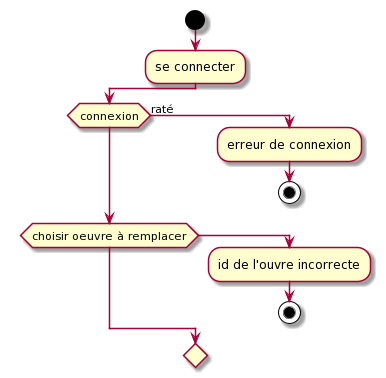 se connecter
connexion
raté
erreur de connexion
choisir oeuvre à remplacer
id de l'ouvre incorrecte